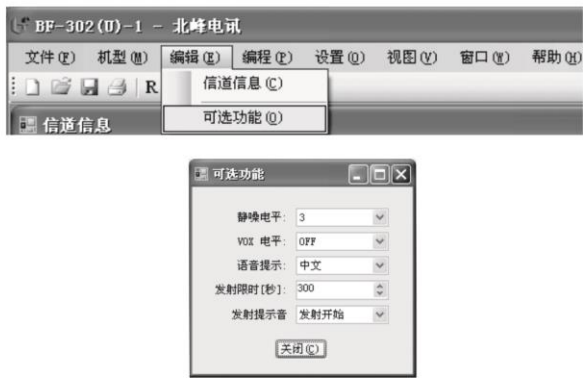 BF-302(U)-1 - 北峰电讯
文件(F) 机型(M) 编辑(E) 编程(P) 设置(O) 视图(V) 窗口(W) 帮助(H)
R 信道信息(C)
可选功能(O)
信道信息
可选功能
静噪电平: 3
VOX 电平: OFF
语音提示: 中文
发射限时[秒]: 300
发射提示音 发射开始
关闭(C)